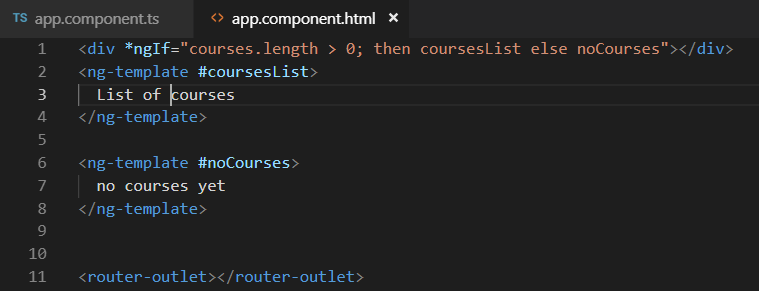 TS app.component.ts <> app.component.html ×
1 <div *ngIf="courses.length > 0; then coursesList else noCourses"></div>
2 <ng-template #coursesList>
3 List of courses
4 </ng-template>
5
6 <ng-template #noCourses>
7 no courses yet
8 </ng-template>
9
10
11 <router-outlet></router-outlet>